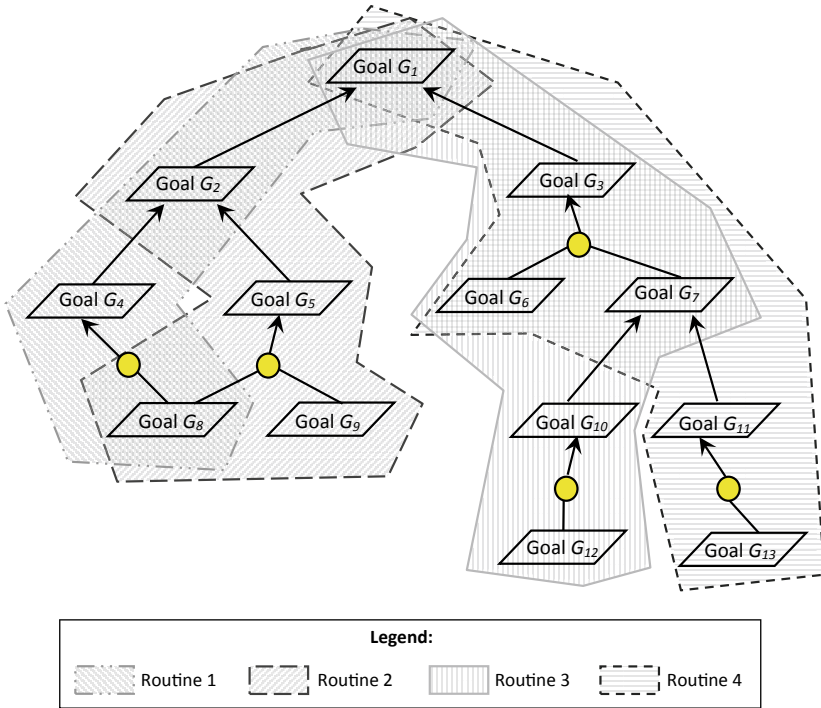 Goal G1
Goal G2
Goal G3
Goal G4
Goal G5
Goal G6
Goal G7
Goal G8
Goal G9
Goal G10
Goal G11
Goal G12
Goal G13
Legend:
Routine 1
Routine 2
Routine 3
Routine 4